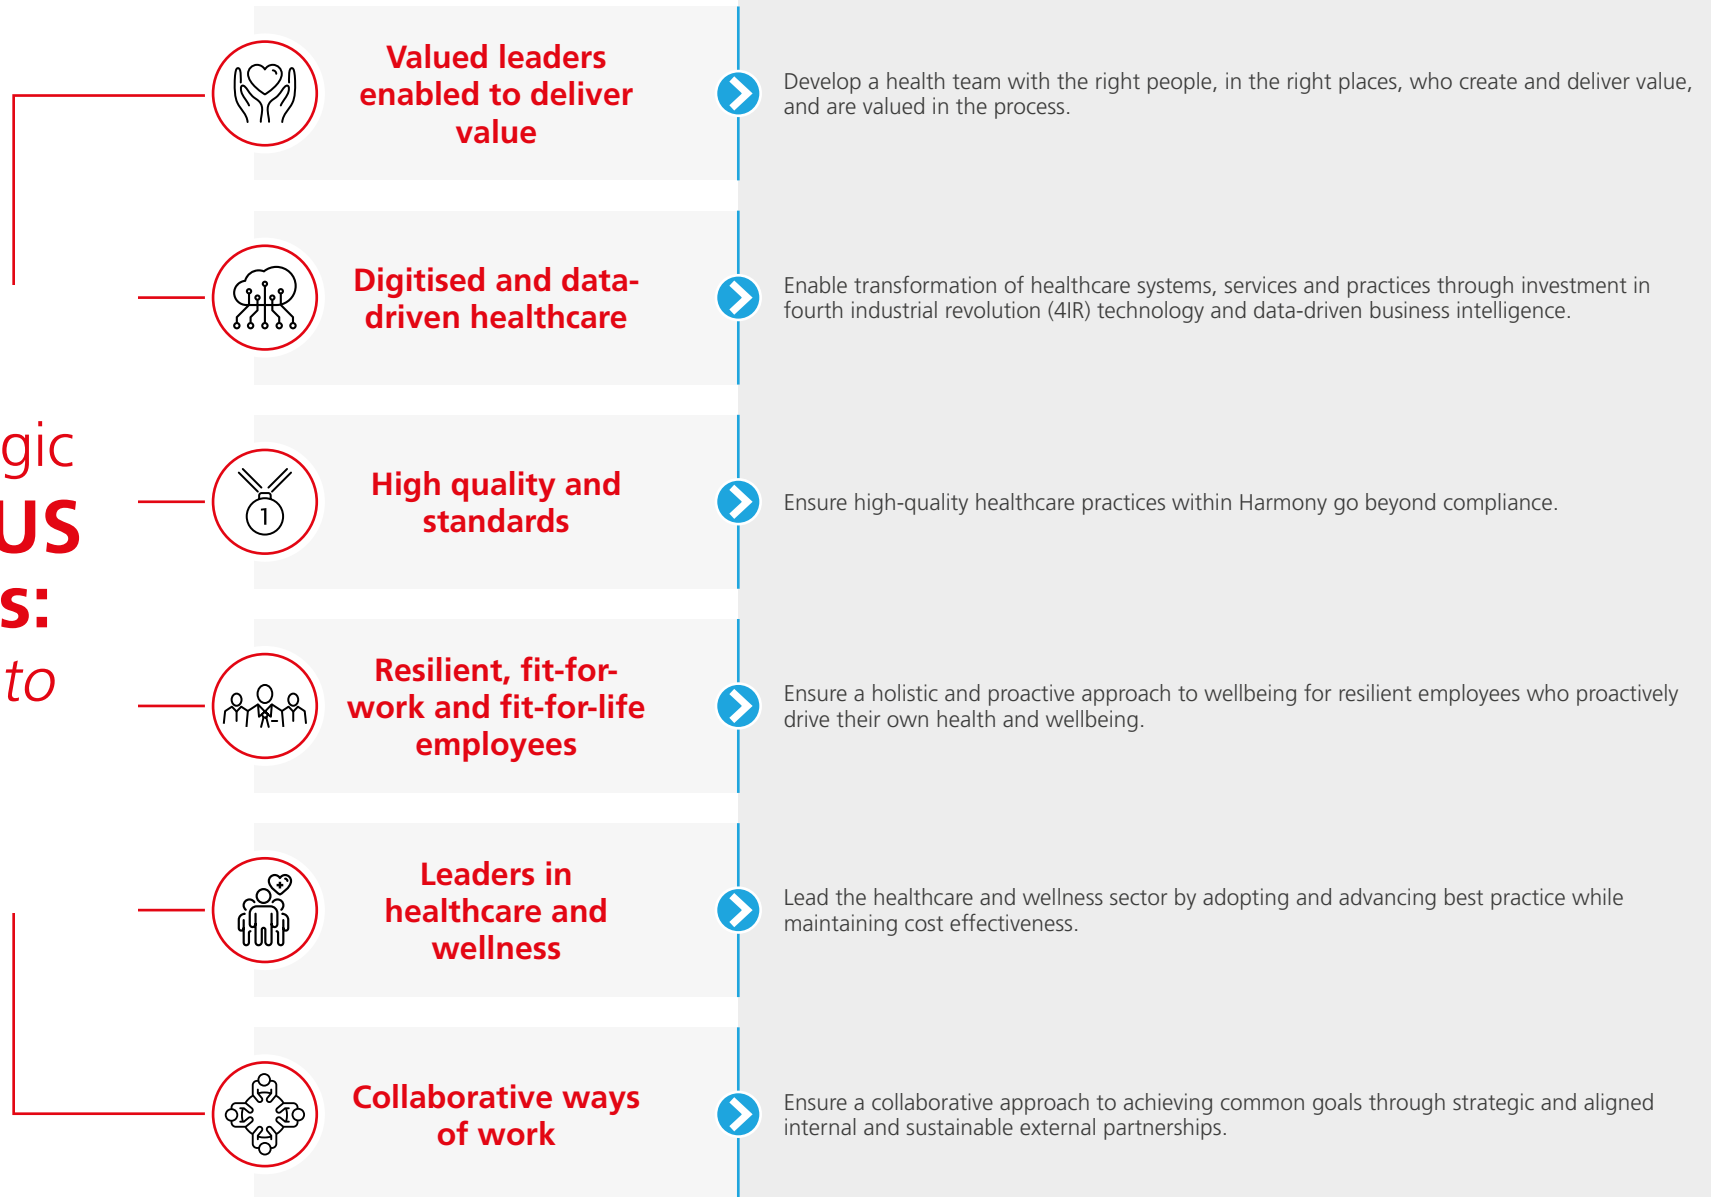 gic
US
s:
to
Valued leaders
enabled to deliver
value
Develop a health team with the right people, in the right places, who create and deliver value,
and are valued in the process.
Digitised and data-
driven healthcare
Enable transformation of healthcare systems, services and practices through investment in
fourth industrial revolution (4IR) technology and data-driven business intelligence.
1
High quality and
standards
Ensure high-quality healthcare practices within Harmony go beyond compliance.
Resilient, fit-for-
work and fit-for-life
employees
Ensure a holistic and proactive approach to wellbeing for resilient employees who proactively
drive their own health and wellbeing.
Leaders in
healthcare and
wellness
Lead the healthcare and wellness sector by adopting and advancing best practice while
maintaining cost effectiveness.
Collaborative ways
of work
Ensure a collaborative approach to achieving common goals through strategic and aligned
internal and sustainable external partnerships.